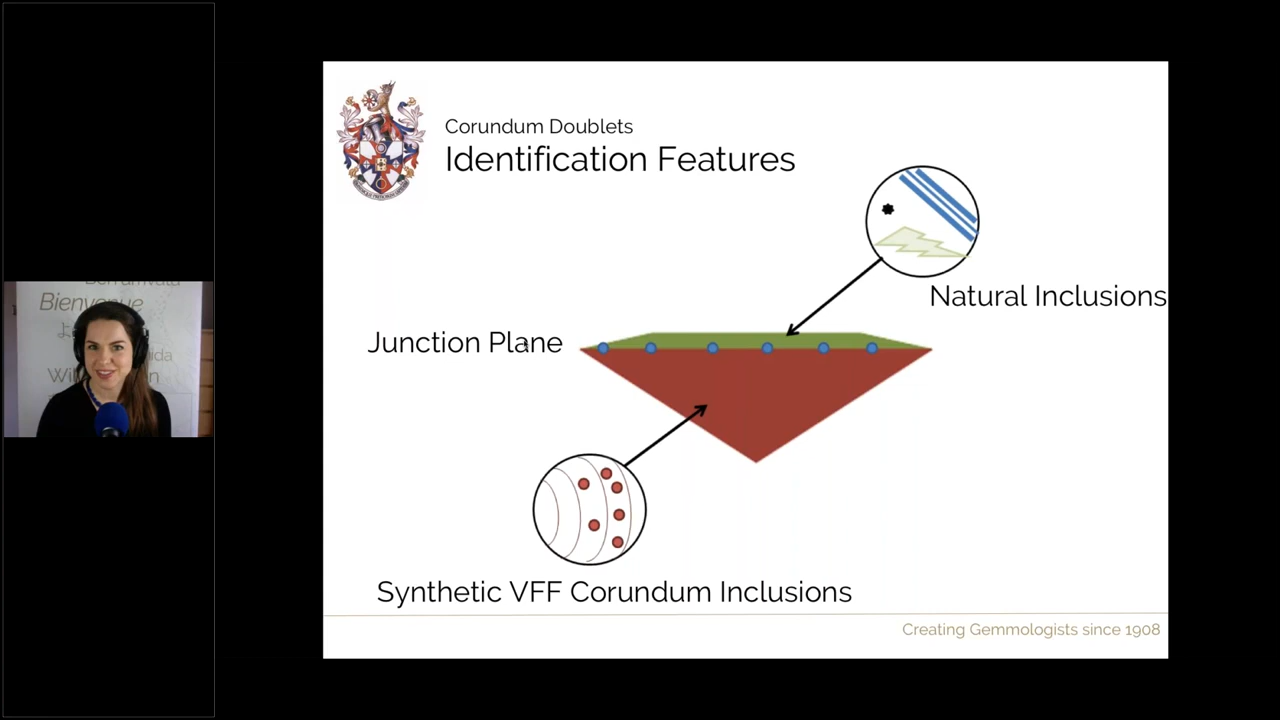 Corundum Doublets
Identification Features
Natural Inclusions
Junction Plane
Synthetic VFF Corundum Inclusions
Creating Gemmologists since 1908
Bienvenue